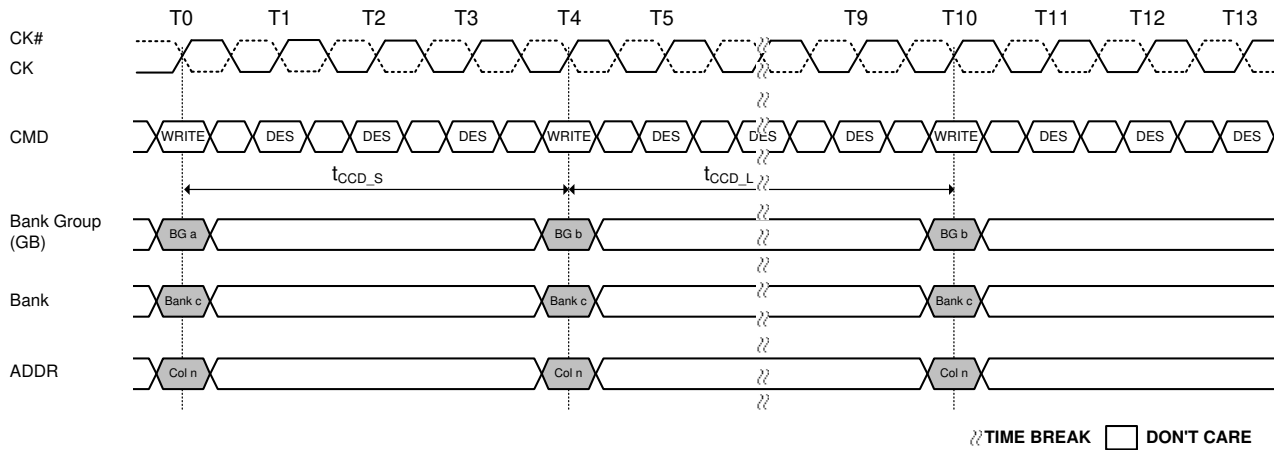 T0 T1 T2 T3 T4 T5 T9 T10 T11 T12 T13
CK#
CK
CMD WRITE DES DES DES WRITE DES DES DES WRITE DES DES DES
tCCD_S tCCD_L
Bank Group
(GB) BG a BG b BG b
Bank Bank c Bank c Bank c
ADDR Col n Col n Col n
TIME BREAK DON'T CARE